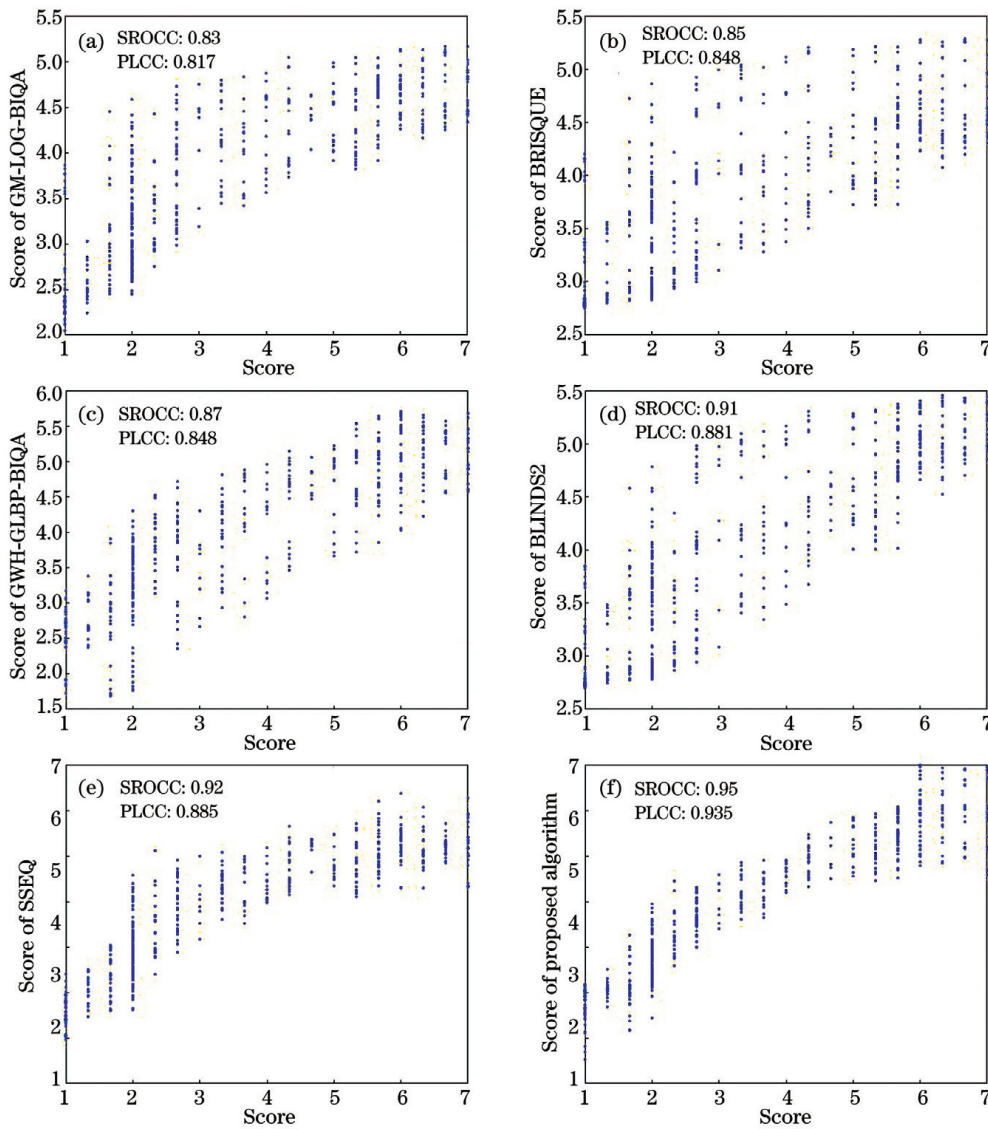 (a) SROCC: 0.83
PLCC: 0.817
Score of GM-LOG-BIQA
5.5
5.0
4.5
4.0
3.5
3.0
2.5
2.0
1 2 3 4 5 6 7
Score
(b) SROCC: 0.85
PLCC: 0.848
Score of BRISQUE
5.5
5.0
4.5
4.0
3.5
3.0
2.5
1 2 3 4 5 6 7
Score
(c) SROCC: 0.87
PLCC: 0.848
Score of GWH-GLBP-BIQA
6.0
5.5
5.0
4.5
4.0
3.5
3.0
2.5
2.0
1.5
1 2 3 4 5 6 7
Score
(d) SROCC: 0.91
PLCC: 0.881
Score of BLINDS2
5.5
5.0
4.5
4.0
3.5
3.0
2.5
1 2 3 4 5 6 7
Score
(e) SROCC: 0.92
PLCC: 0.885
Score of SSEQ
7
6
5
4
3
2
1
1 2 3 4 5 6 7
Score
(f) SROCC: 0.95
PLCC: 0.935
Score of proposed algorithm
7
6
5
4
3
2
1
1 2 3 4 5 6 7
Score